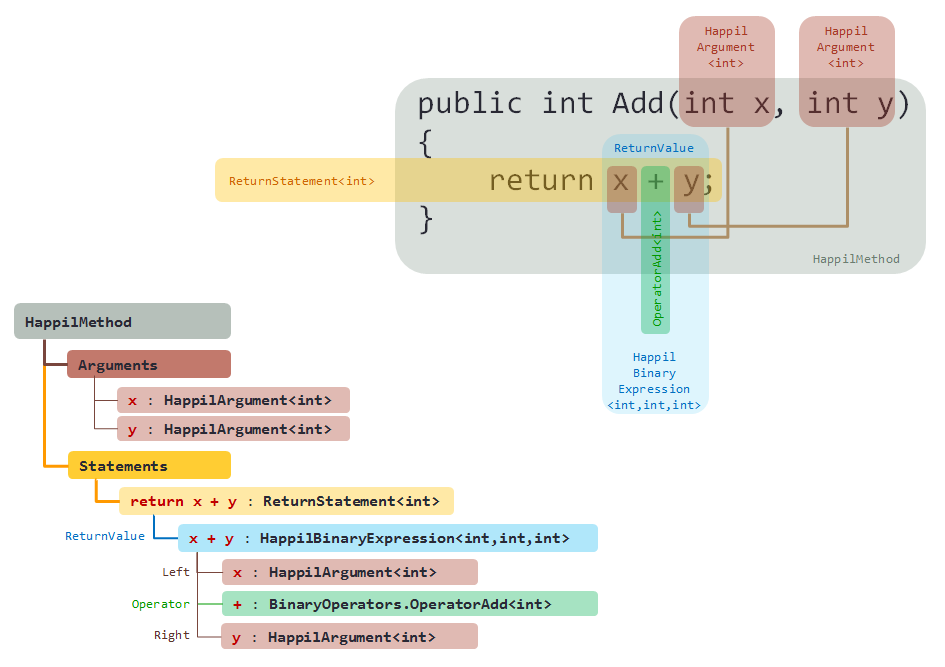 Happil
Argument
<int>
Happil
Argument
<int>
public int Add(int x, int y)
{
ReturnValue
ReturnStatement<int>
return x + y;
}
OperatorAdd<int>
HappilMethod
Happil
Binary
Expression
<int,int,int>
HappilMethod
Arguments
x : HappilArgument<int>
y : HappilArgument<int>
Statements
return x + y : ReturnStatement<int>
ReturnValue
x + y : HappilBinaryExpression<int,int,int>
Left
x : HappilArgument<int>
Operator
+ : BinaryOperators.OperatorAdd<int>
Right
y : HappilArgument<int>